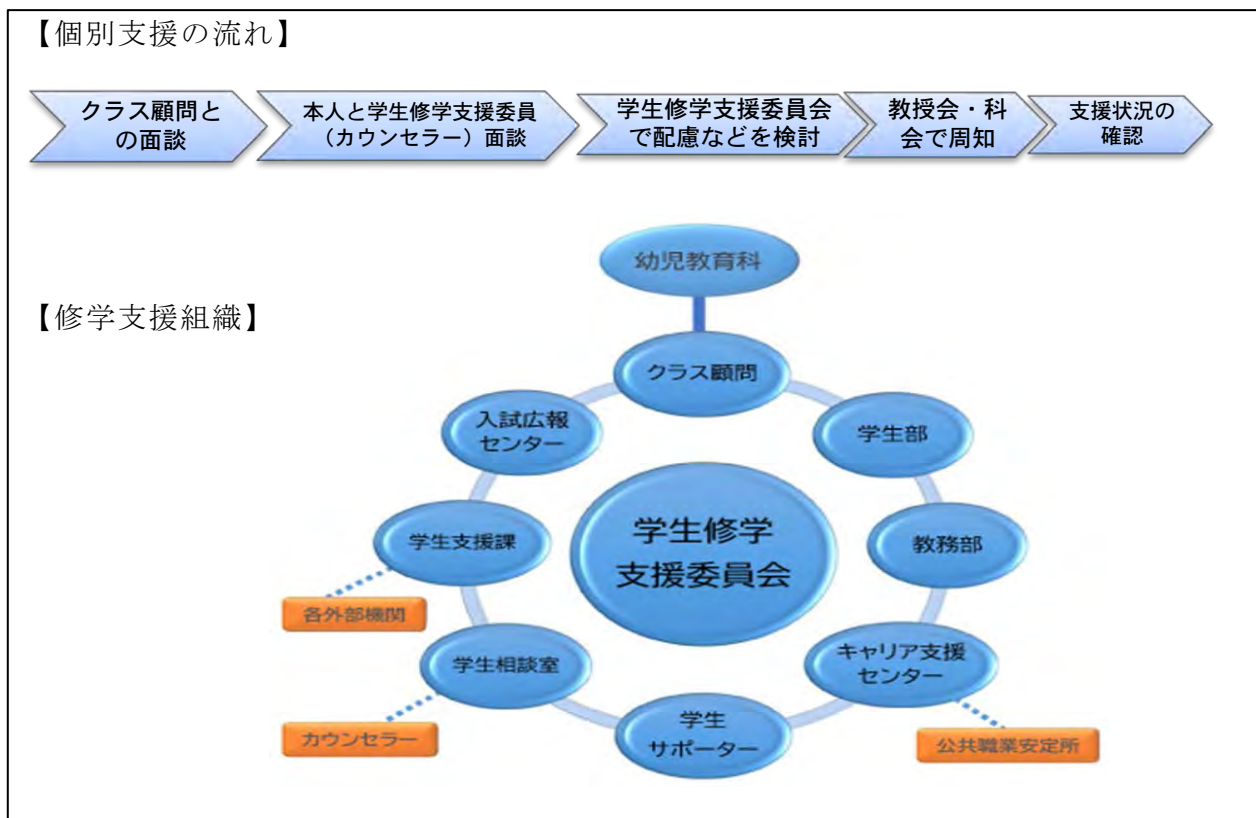 【個別支援の流れ】
クラス顧問と
の面談
本人と学生修学支援委員
（カウンセラー）面談
学生修学支援委員会
で配慮などを検討
教授会・科
会で周知
支援状況の
確認
【修学支援組織】
幼児教育科
クラス顧問
入試広報
センター
学生部
学生支援課
学生修学
支援委員会
教務部
各外部機関
学生相談室
キャリア支援
センター
カウンセラー
学生
サポーター
公共職業安定所